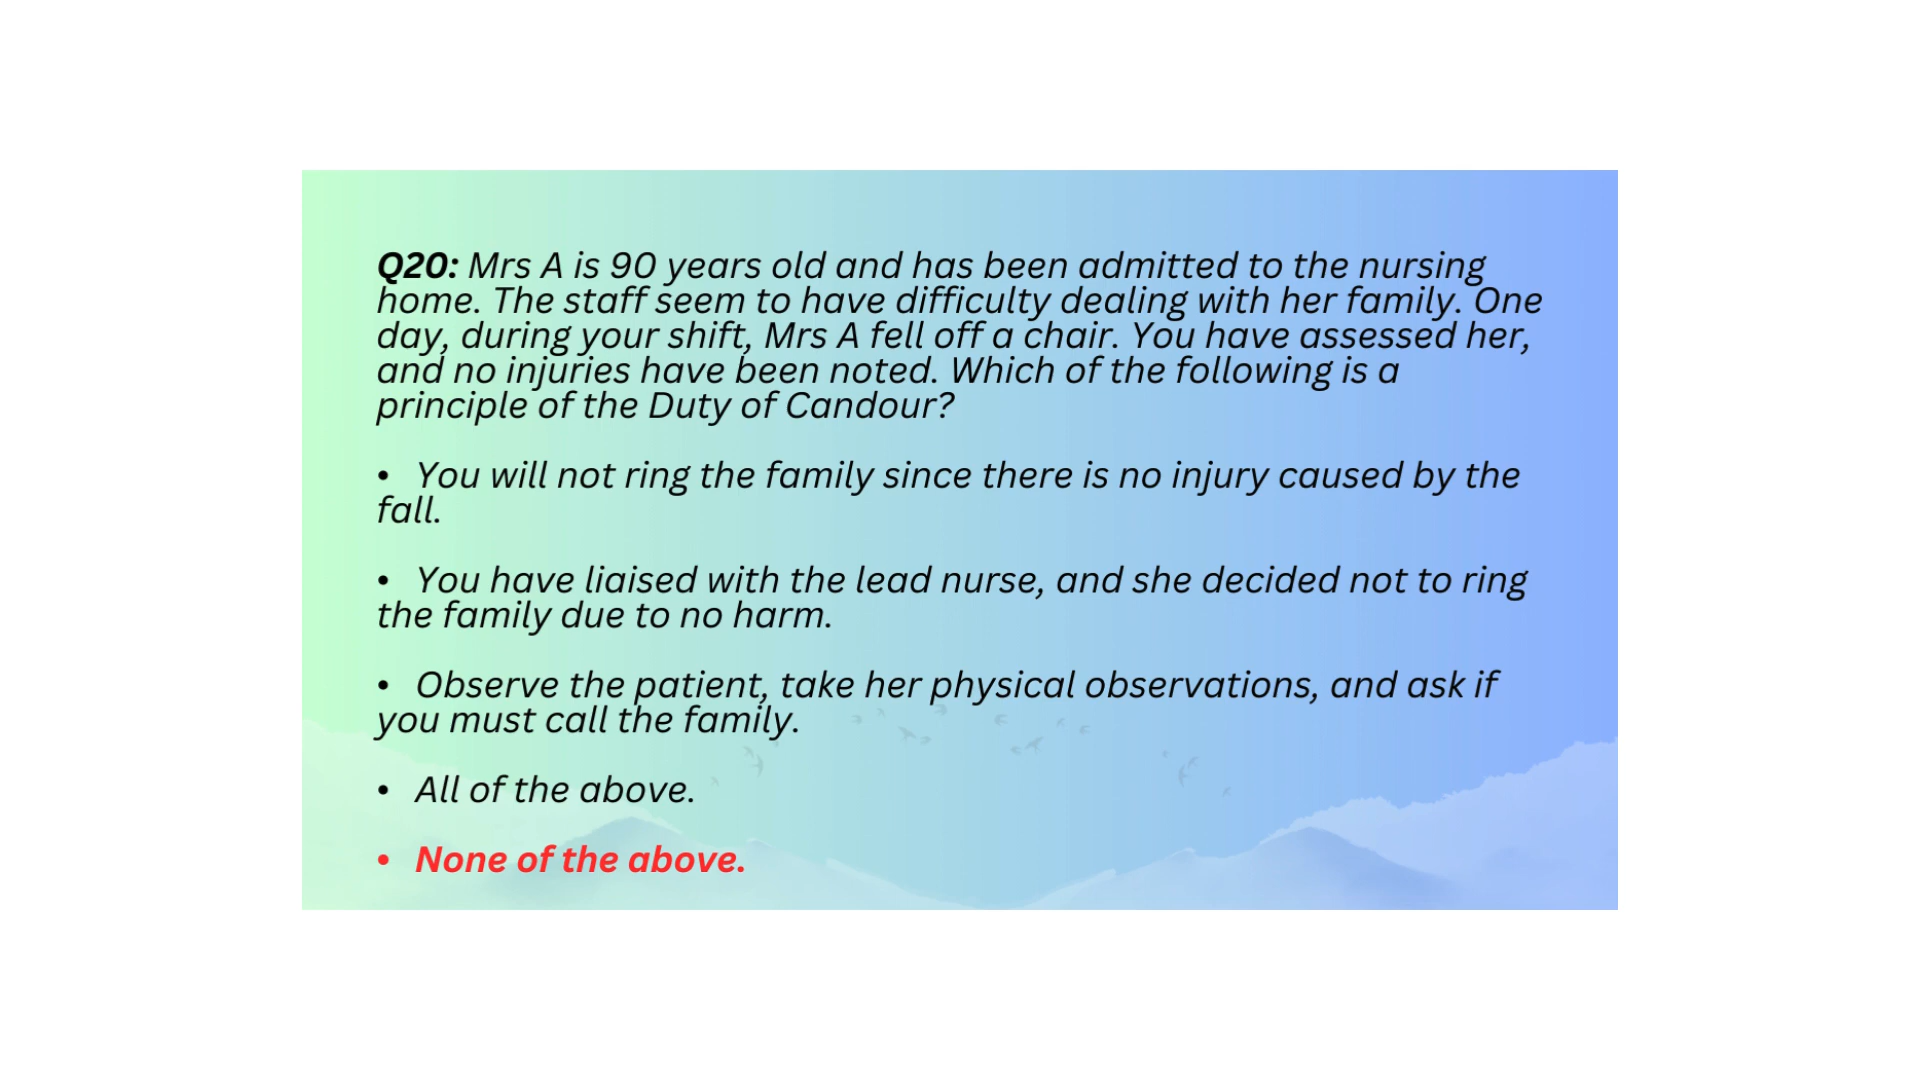 Q20: Mrs A is 90 years old and has been admitted to the nursing
home. The staff seem to have difficulty dealing with her family. One
day, during your shift, Mrs A fell off a chair. You have assessed her,
and no injuries have been noted. Which of the following is a
principle of the Duty of Candour?
• You will not ring the family since there is no injury caused by the
fall.
• You have liaised with the lead nurse, and she decided not to ring
the family due to no harm.
• Observe the patient, take her physical observations, and ask if
you must call the family.
• All of the above.
• None of the above.